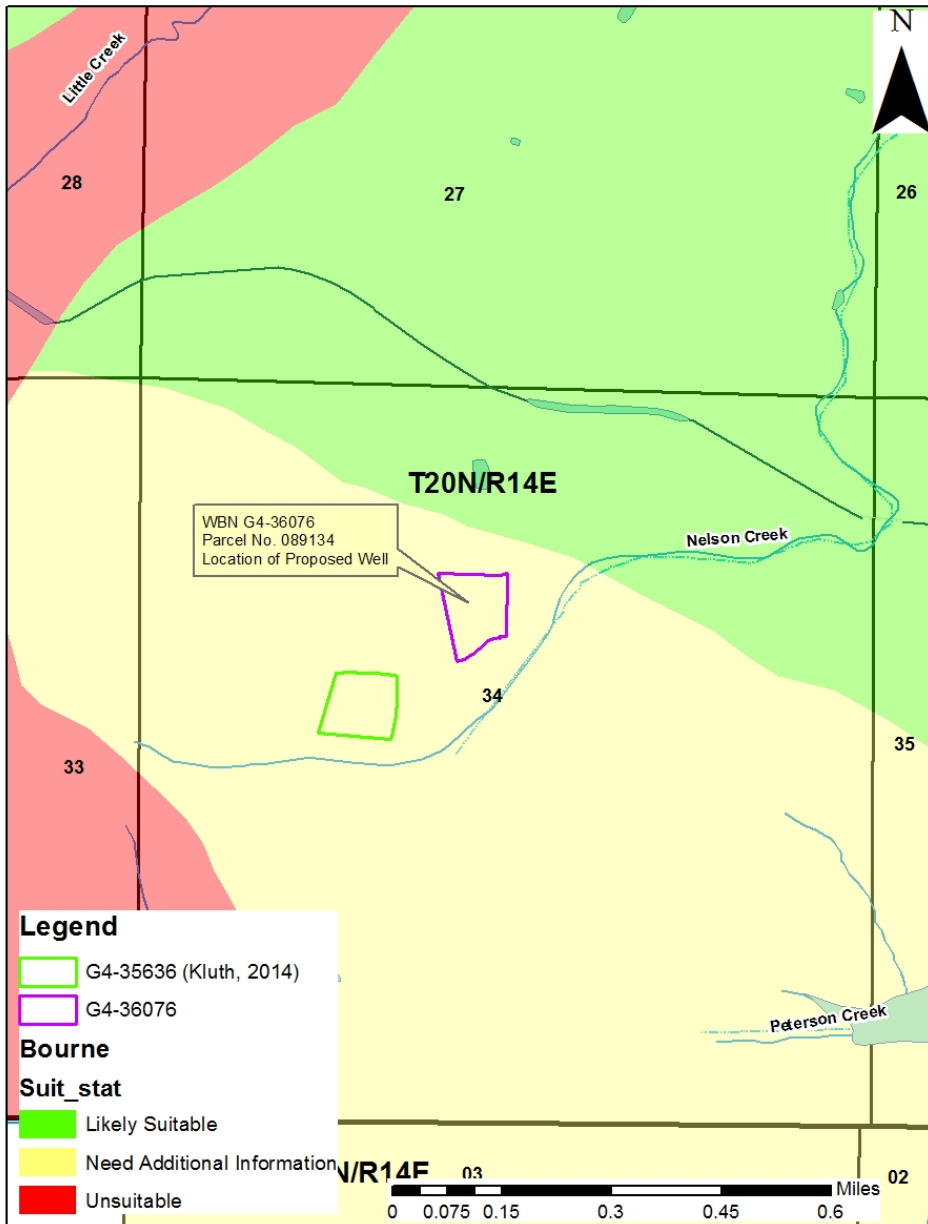 N
Little Creek
28
27
26
T20N/R14E
WBN G4-36076
Parcel No. 089134
Location of Proposed Well
Nelson Creek
34
35
33
Legend
G4-35636 (Kluth, 2014)
G4-36076
Peterson Creek
Bourne
Suit_stat
Likely Suitable
Need Additional Information
Unsuitable
N/R14E
03
02
Miles
0 0.075 0.15 0.3 0.45 0.6